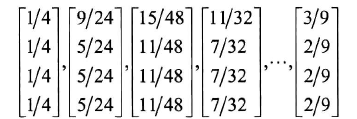 [1/4] [9/24] [15/48] [11/32] [3/9]
[1/4] [5/24] [11/48] [7/32] [2/9]
[1/4], [5/24], [11/48], [7/32], ⋯, [2/9]
[1/4] [5/24] [11/48] [7/32] [2/9]